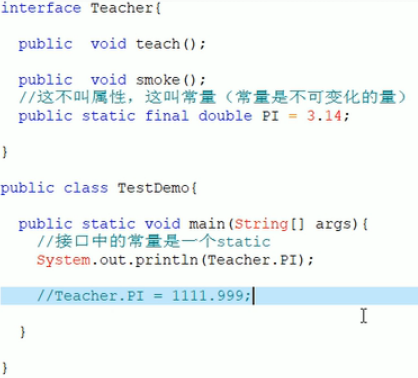 interface Teacher{
public void teach();
public void smoke();
//这不叫属性，这叫常量（常量是不可变化的量）
public static final double PI = 3.14;
}
public class TestDemo{
public static void main(String[] args){
//接口中的常量是一个static
System.out.println(Teacher.PI);
//Teacher.PI = 1111.999;
}
}